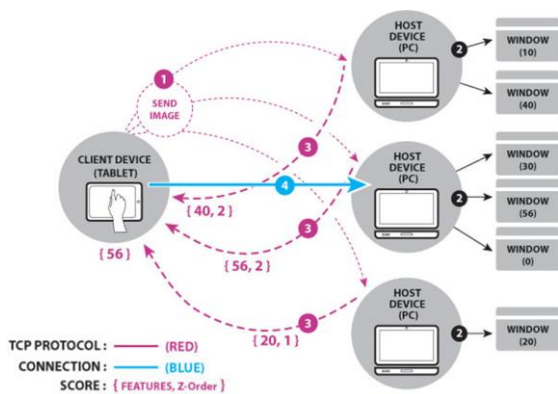 HOST
DEVICE
(PC)
2
WINDOW
(10)
WINDOW
(40)
1
SEND
IMAGE
3
CLIENT DEVICE
(TABLET)
{ 56 }
4
{ 40, 2 }
HOST
DEVICE
(PC)
2
WINDOW
(30)
WINDOW
(56)
WINDOW
(0)
3
{ 56, 2 }
3
{ 20, 1 }
HOST
DEVICE
(PC)
2
WINDOW
(20)
TCP PROTOCOL : (RED)
CONNECTION : (BLUE)
SCORE : { FEATURES, Z-Order }